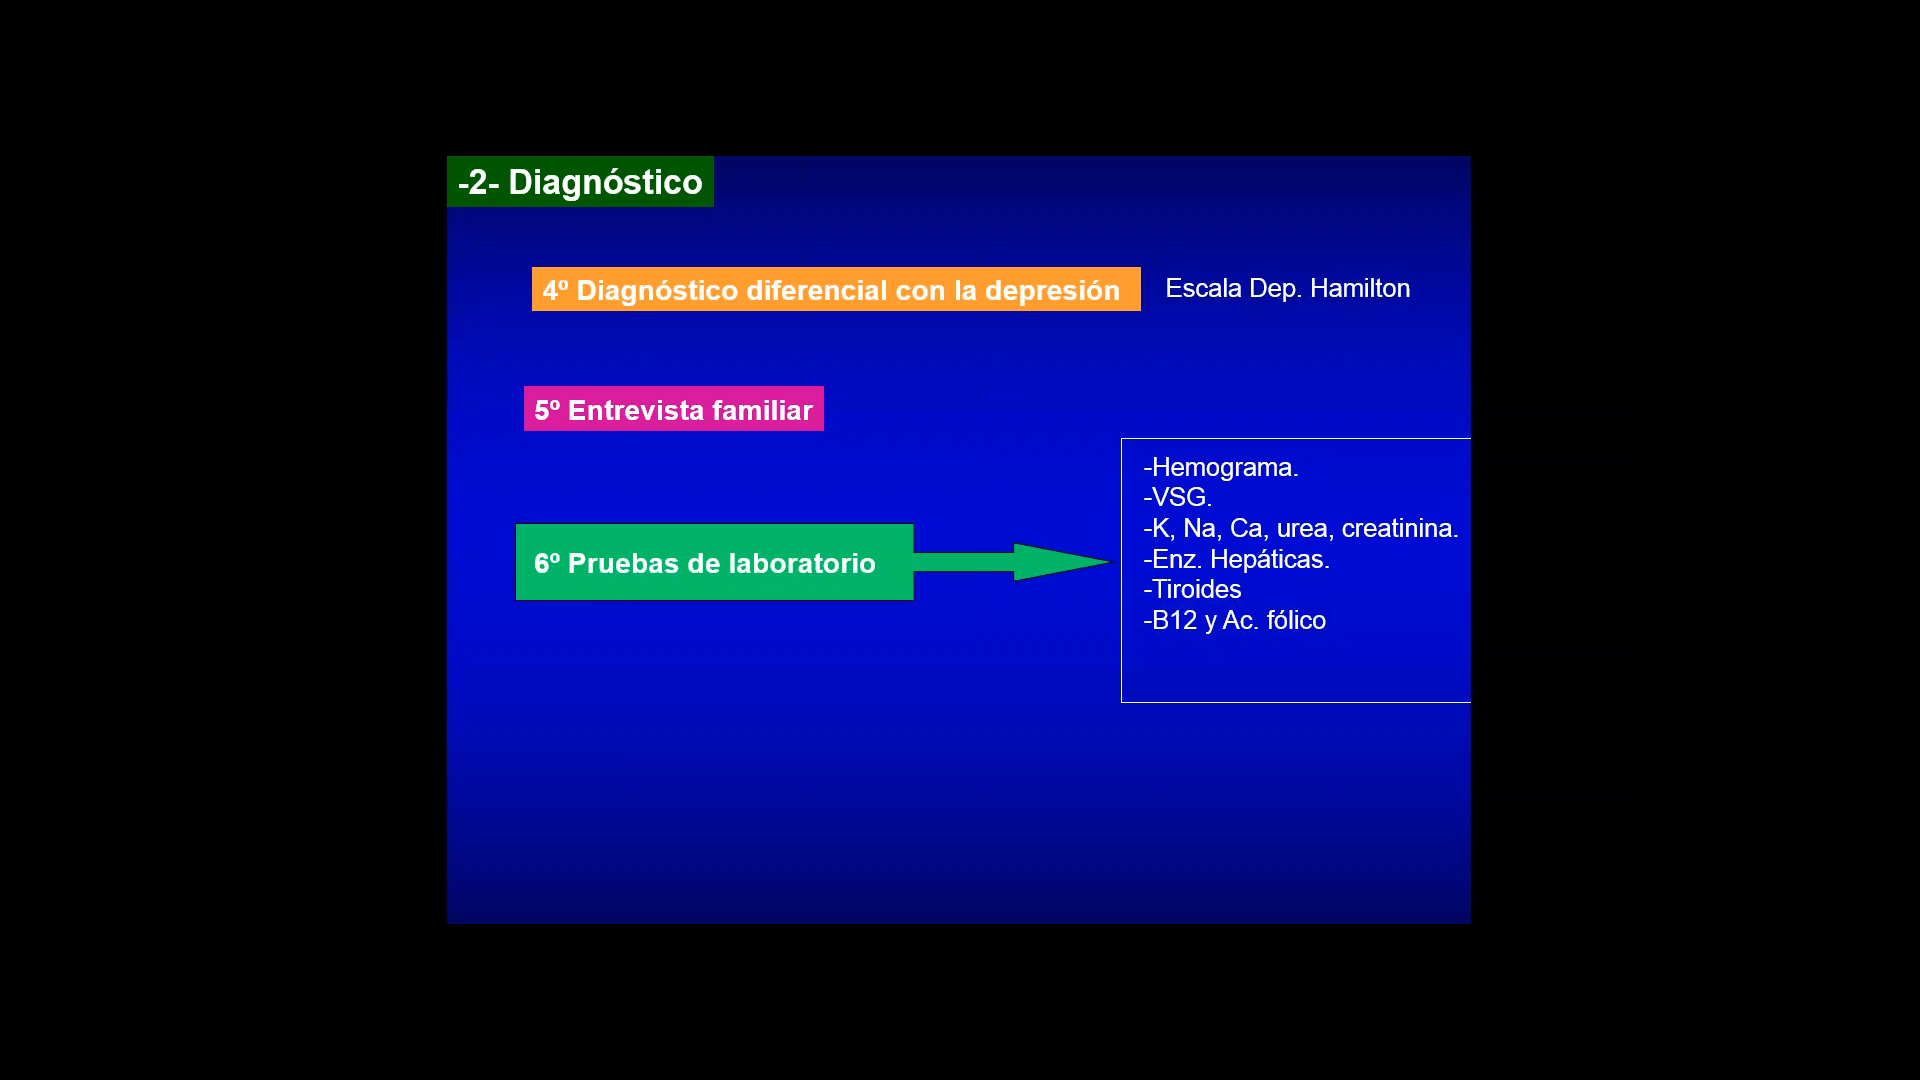 -2- Diagnóstico
4º Diagnóstico diferencial con la depresión
Escala Dep. Hamilton
5º Entrevista familiar
6º Pruebas de laboratorio
-Hemograma.
-VSG.
-K, Na, Ca, urea, creatinina.
-Enz. Hepáticas.
-Tiroides
-B12 y Ac. fólico